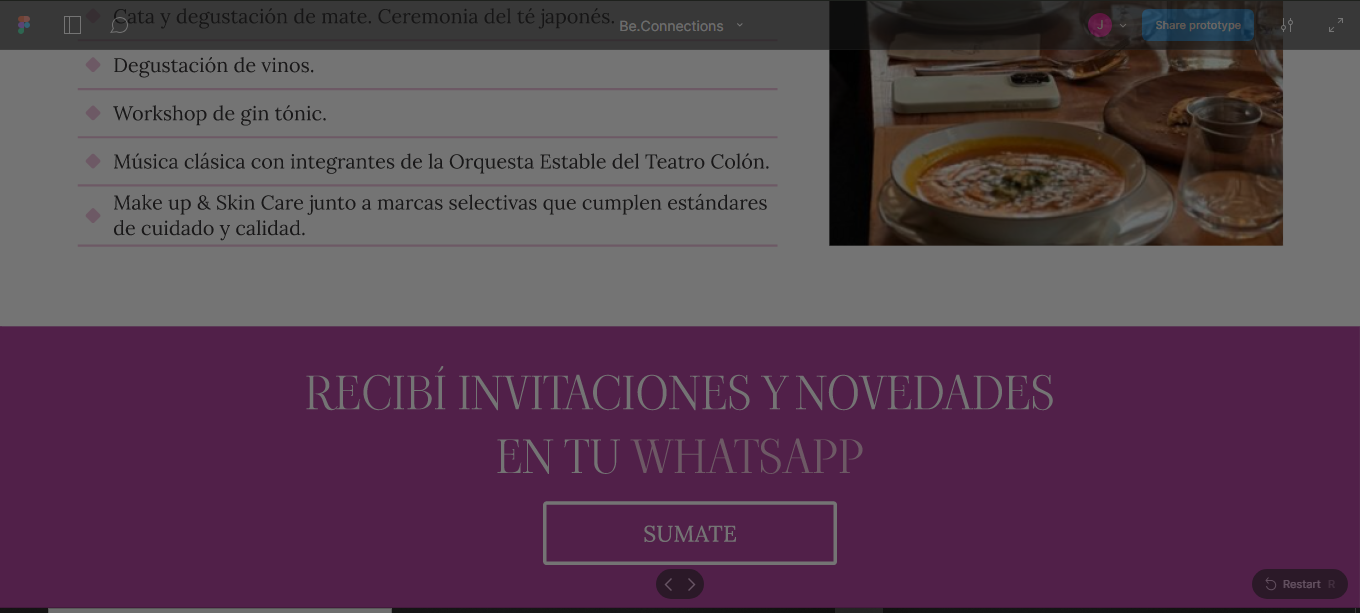 Cata y degustación de mate. Ceremonia del té japonés.
Be.Connections
J
Share prototype
Degustación de vinos.
Workshop de gin tónic.
Música clásica con integrantes de la Orquesta Estable del Teatro Colón.
Make up & Skin Care junto a marcas selectivas que cumplen estándares
de cuidado y calidad.
RECIBÍ INVITACIONES Y NOVEDADES
EN TU WHATSAPP
SUMATE
Restart R